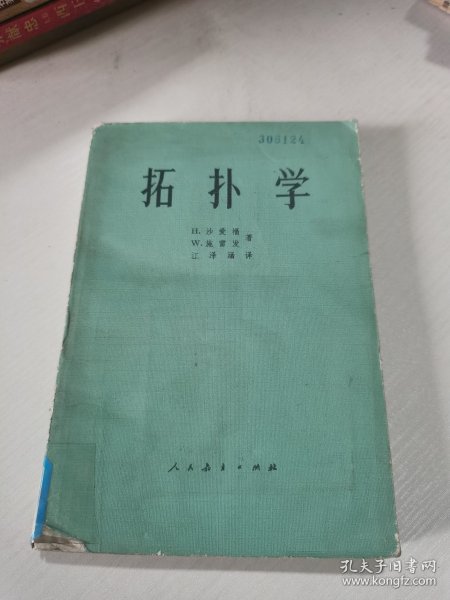 306124
拓扑学
H. 沙爱福
W. 施雷发
著
江泽涵 译
人民教育出版社
孔夫子旧书网
www.kongfz.com